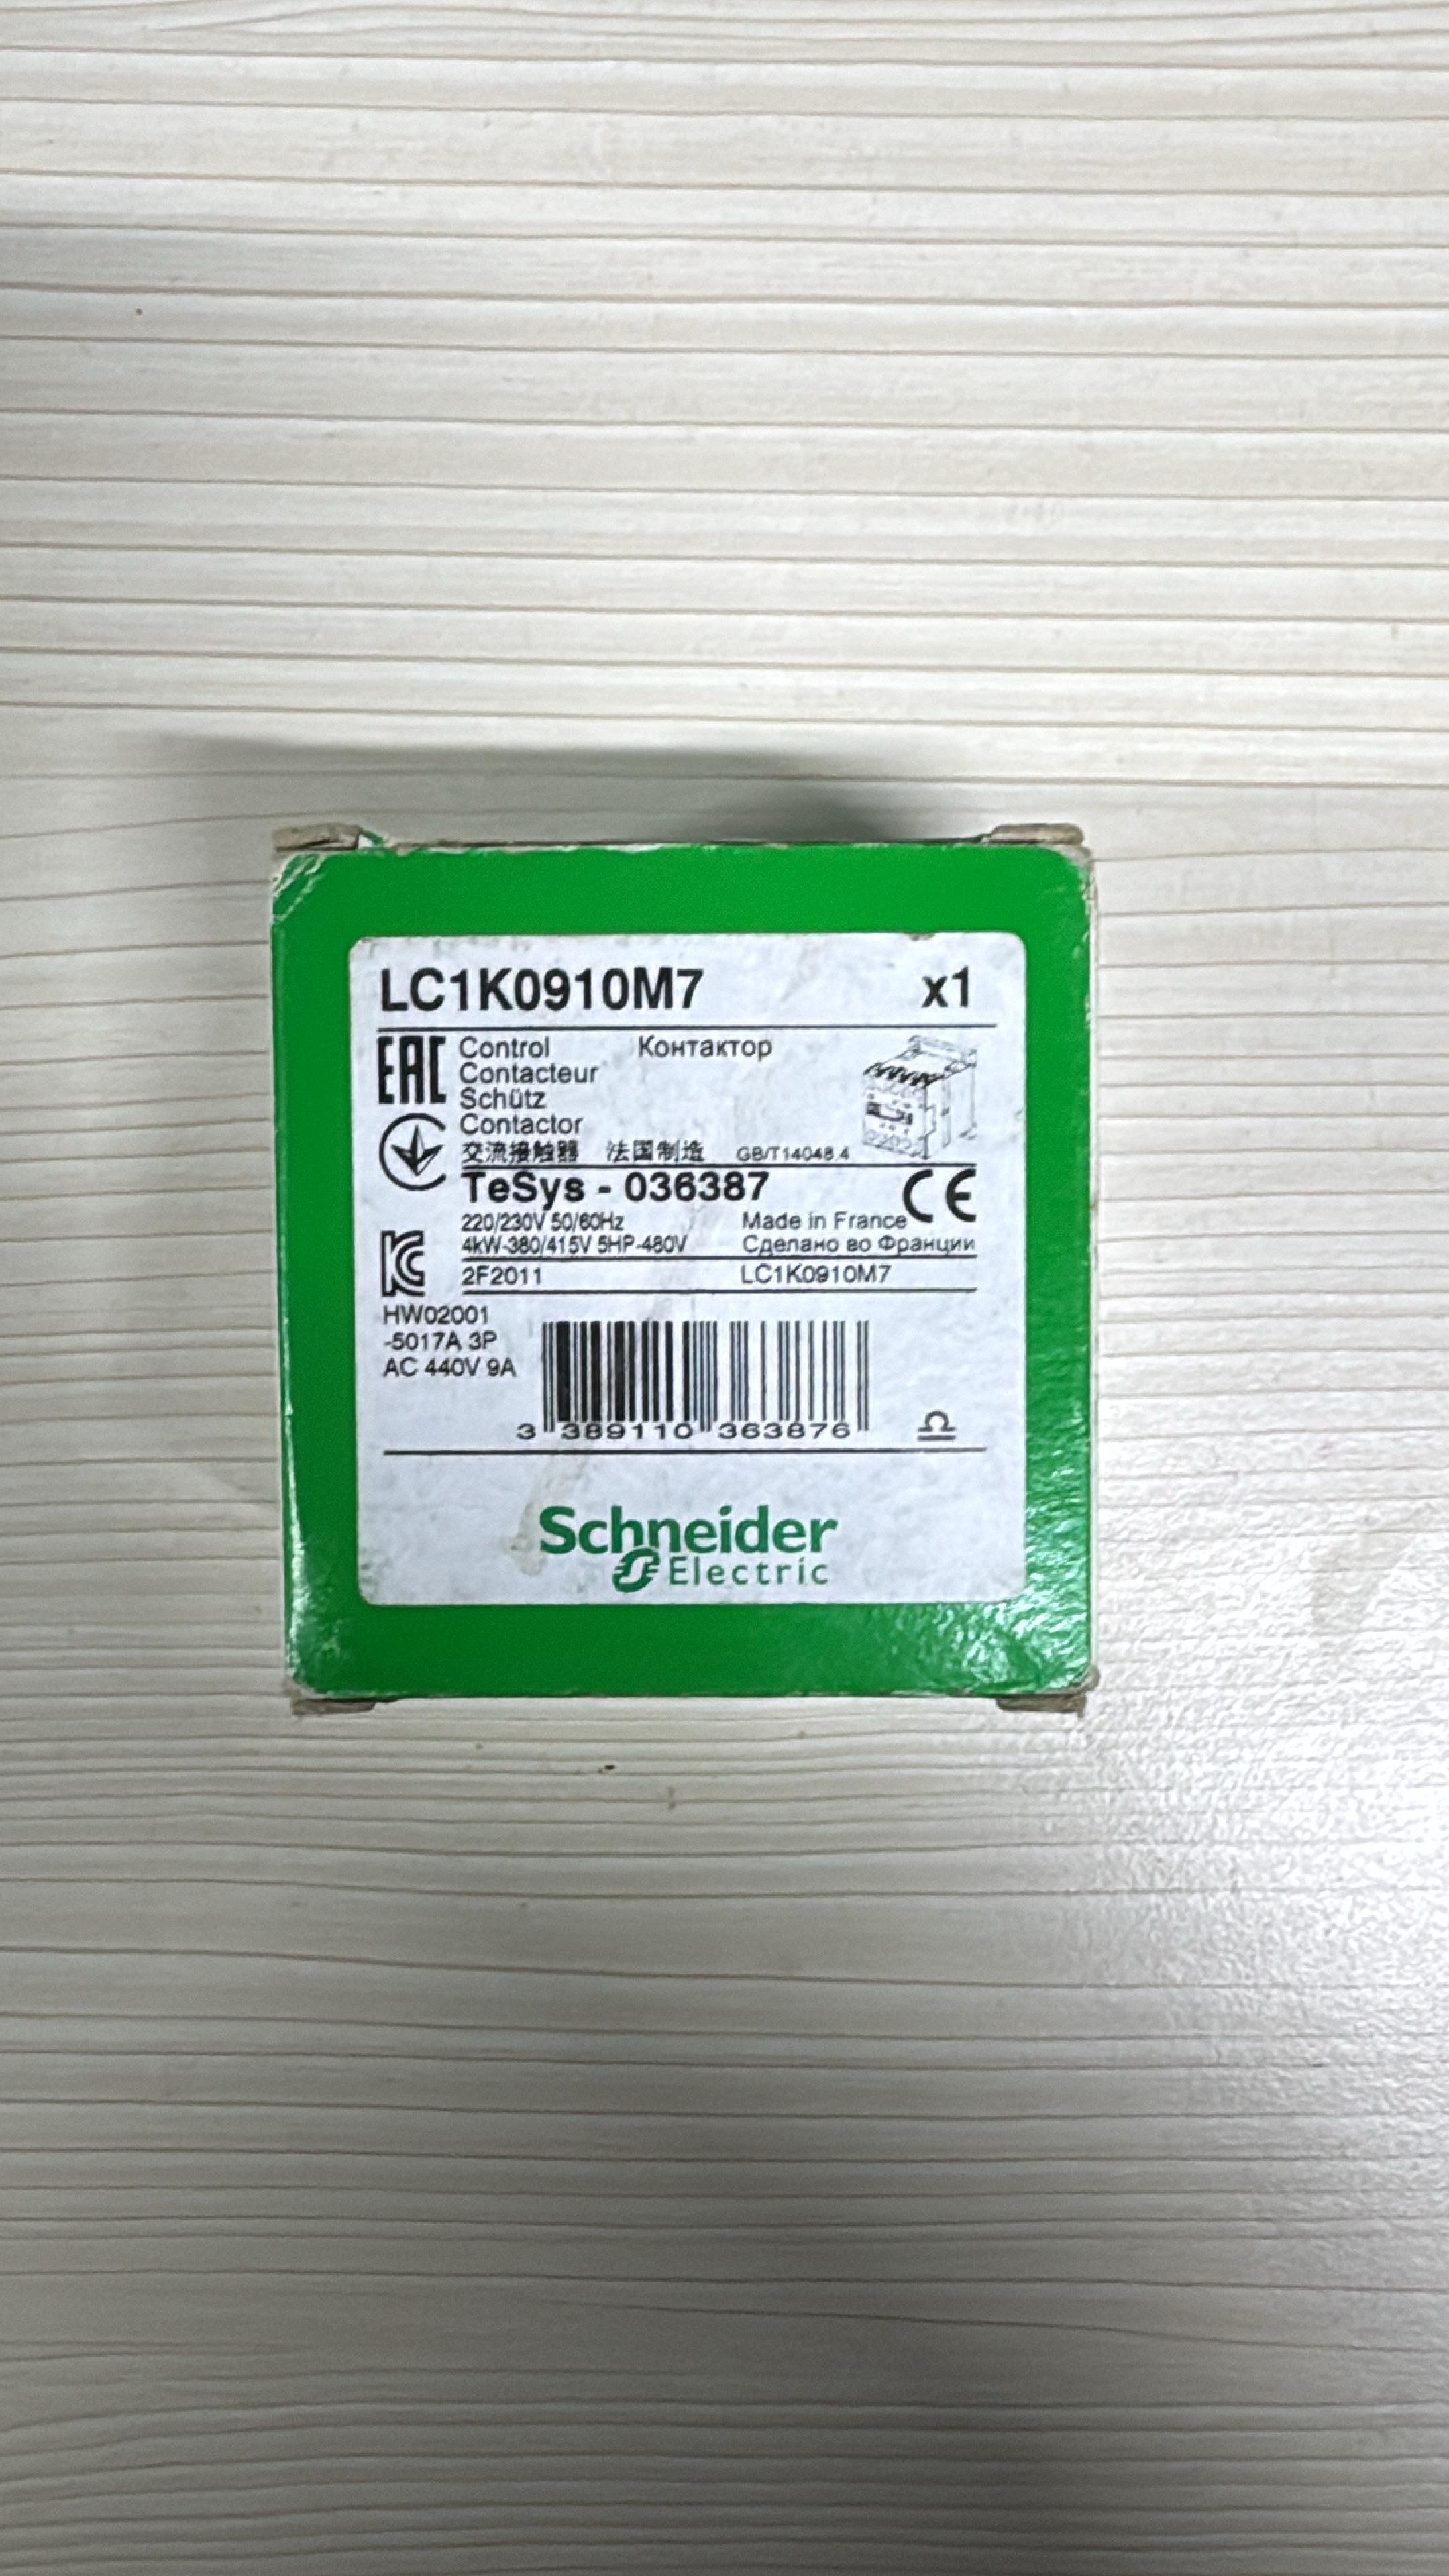 LC1K0910M7 x1
EAC Control Контактор
Contacteur
Schütz
Contactor
交流接触器 法国制造 GB/T14048.4
TeSys - 036387 CE
220/230V 50/60Hz Made in France
4kW-380/415V 5HP-480V Сделано во Франции
2F2011 LC1K0910M7
HW02001
-5017A 3P
AC 440V 9A
3 389110 363876
Schneider
Electric